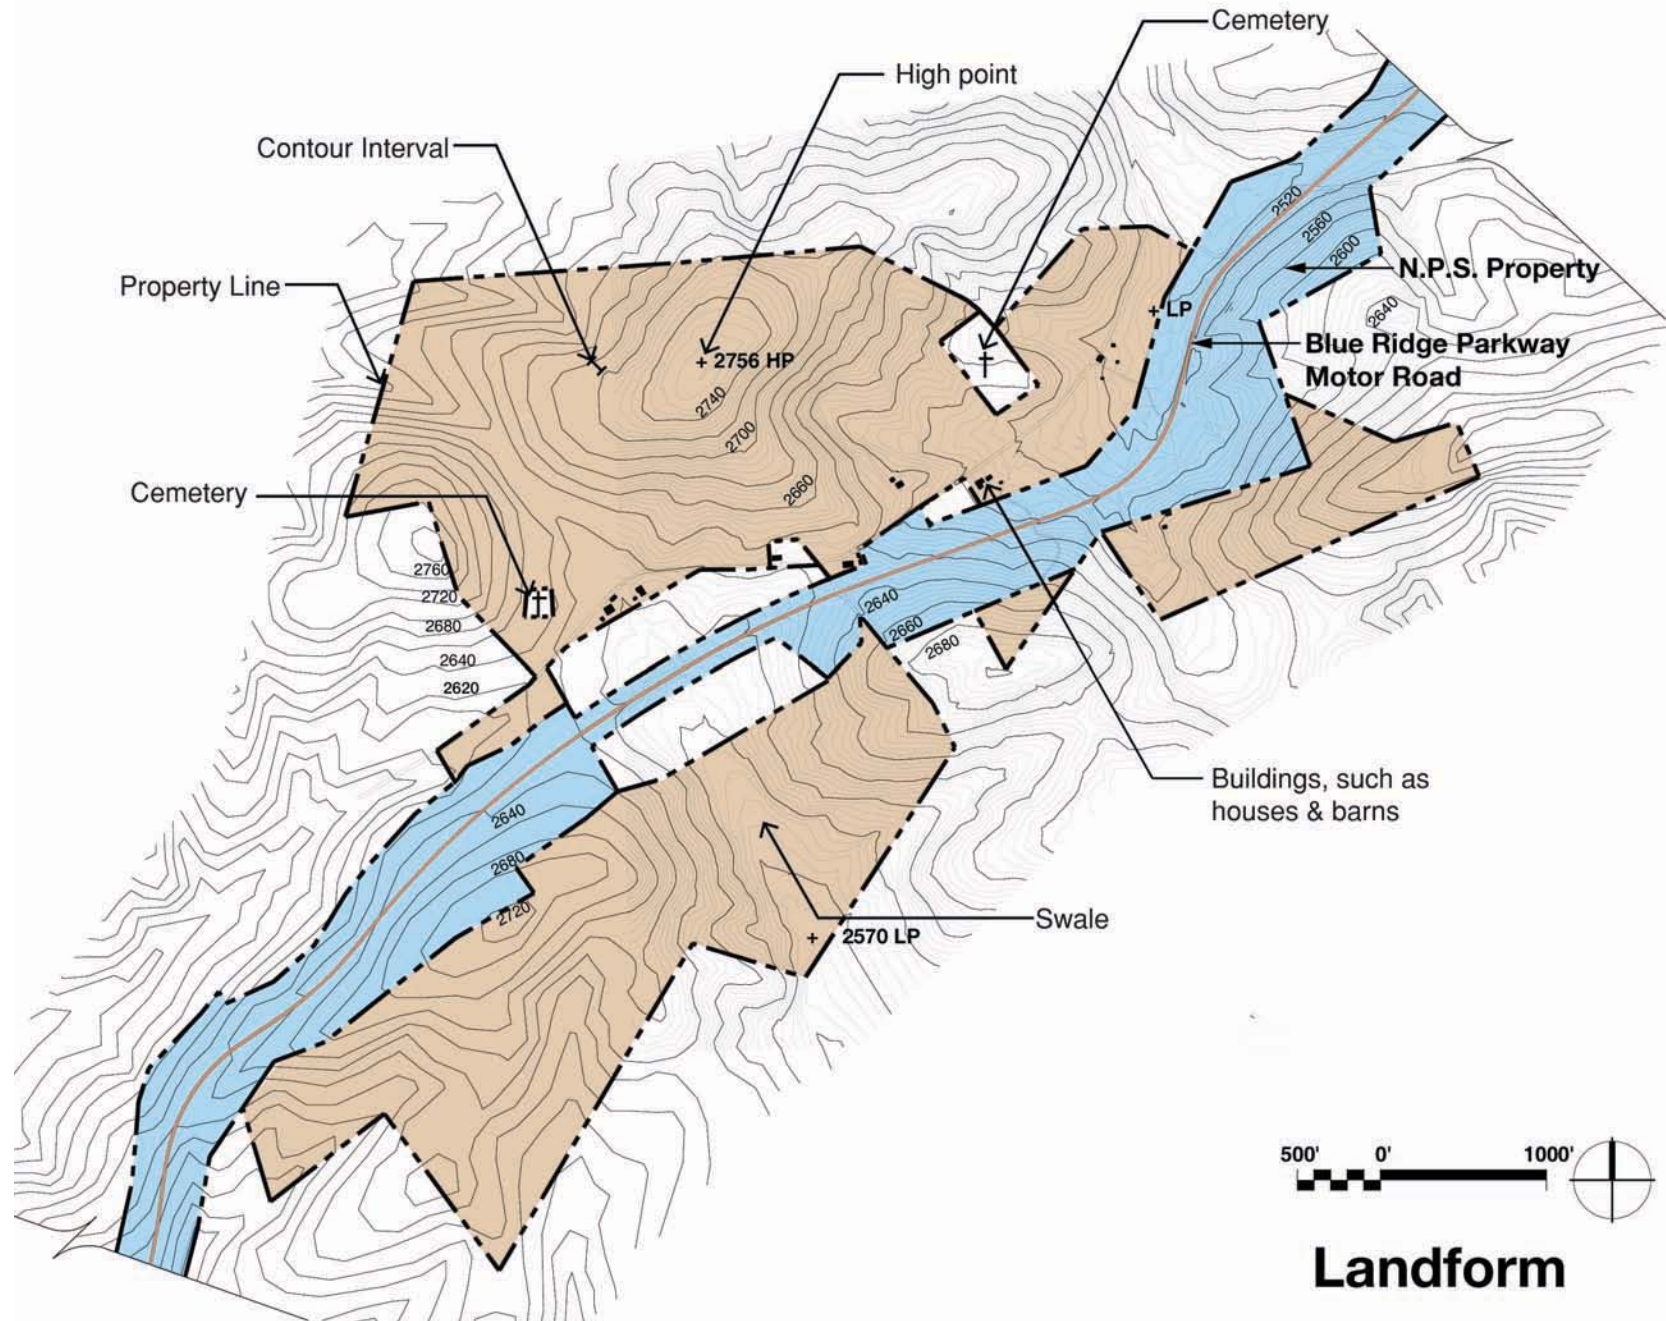 Cemetery
High point
Contour Interval
Property Line
2520
2560
2600
N.P.S. Property
2640
+ LP
Blue Ridge Parkway
Motor Road
+ 2756 HP
2740
2700
2660
Cemetery
2760
2720
2680
2640
2620
2640
2660
2680
Buildings, such as
houses & barns
2640
2680
2720
Swale
+ 2570 LP
500' 0' 1000'
Landform